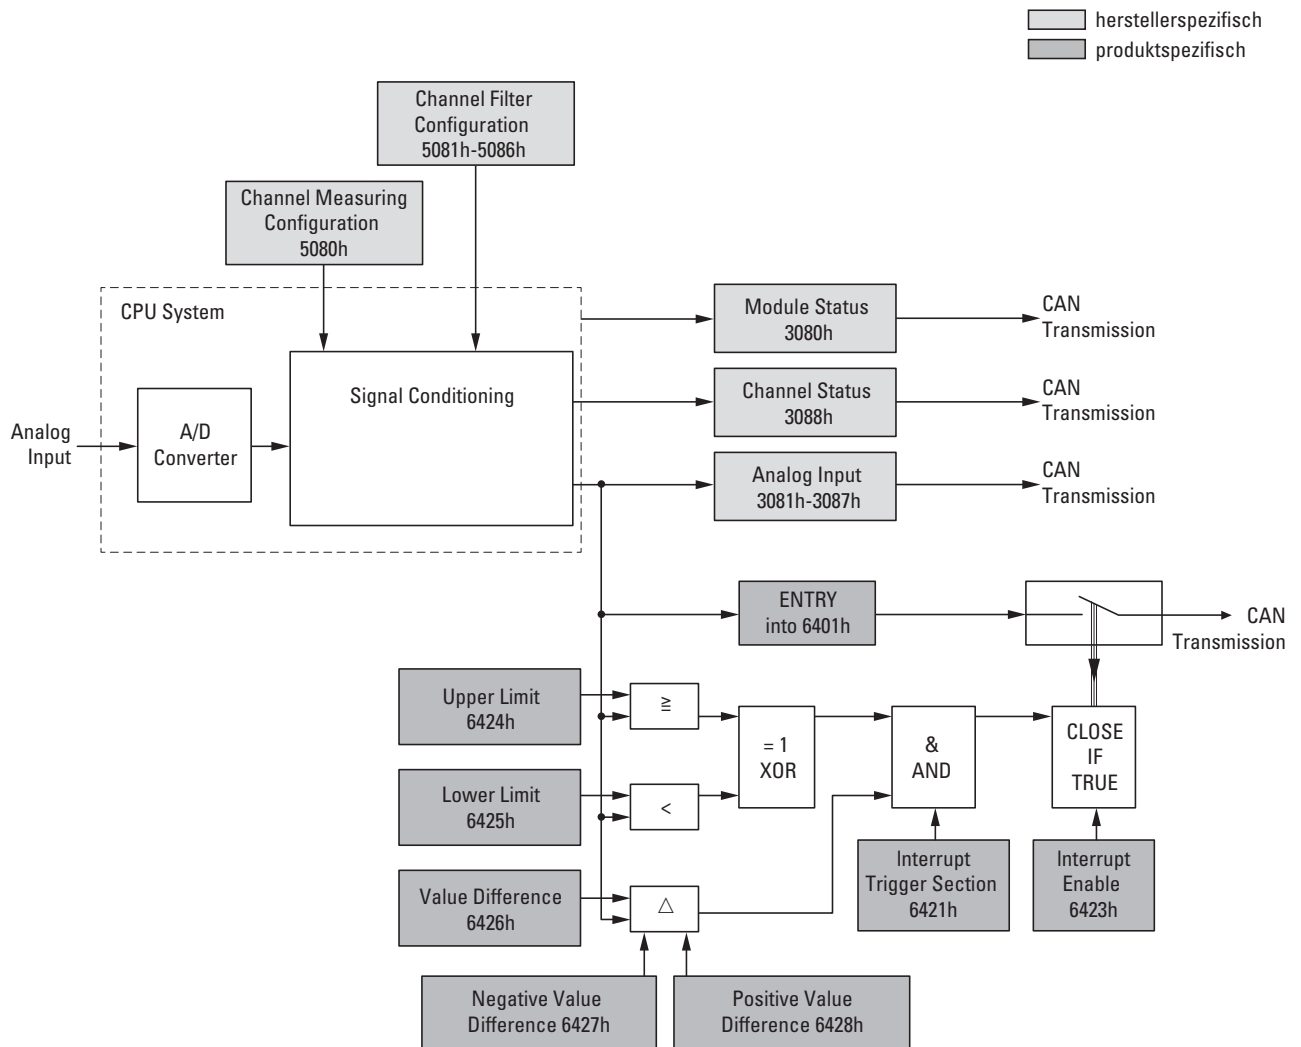 herstellerspezifisch
produktspezifisch
Channel Filter
Configuration
5081h-5086h
Channel Measuring
Configuration
5080h
CPU System
Module Status
3080h
CAN
Transmission
Signal Conditioning
Channel Status
3088h
CAN
Transmission
Analog
Input
A/D
Converter
Analog Input
3081h-3087h
CAN
Transmission
ENTRY
into 6401h
CAN
Transmission
Upper Limit
6424h
≧
= 1
XOR
&
AND
CLOSE
IF
TRUE
Lower Limit
6425h
<
Interrupt
Trigger Section
6421h
Interrupt
Enable
6423h
Value Difference
6426h
△
Negative Value
Difference 6427h
Positive Value
Difference 6428h